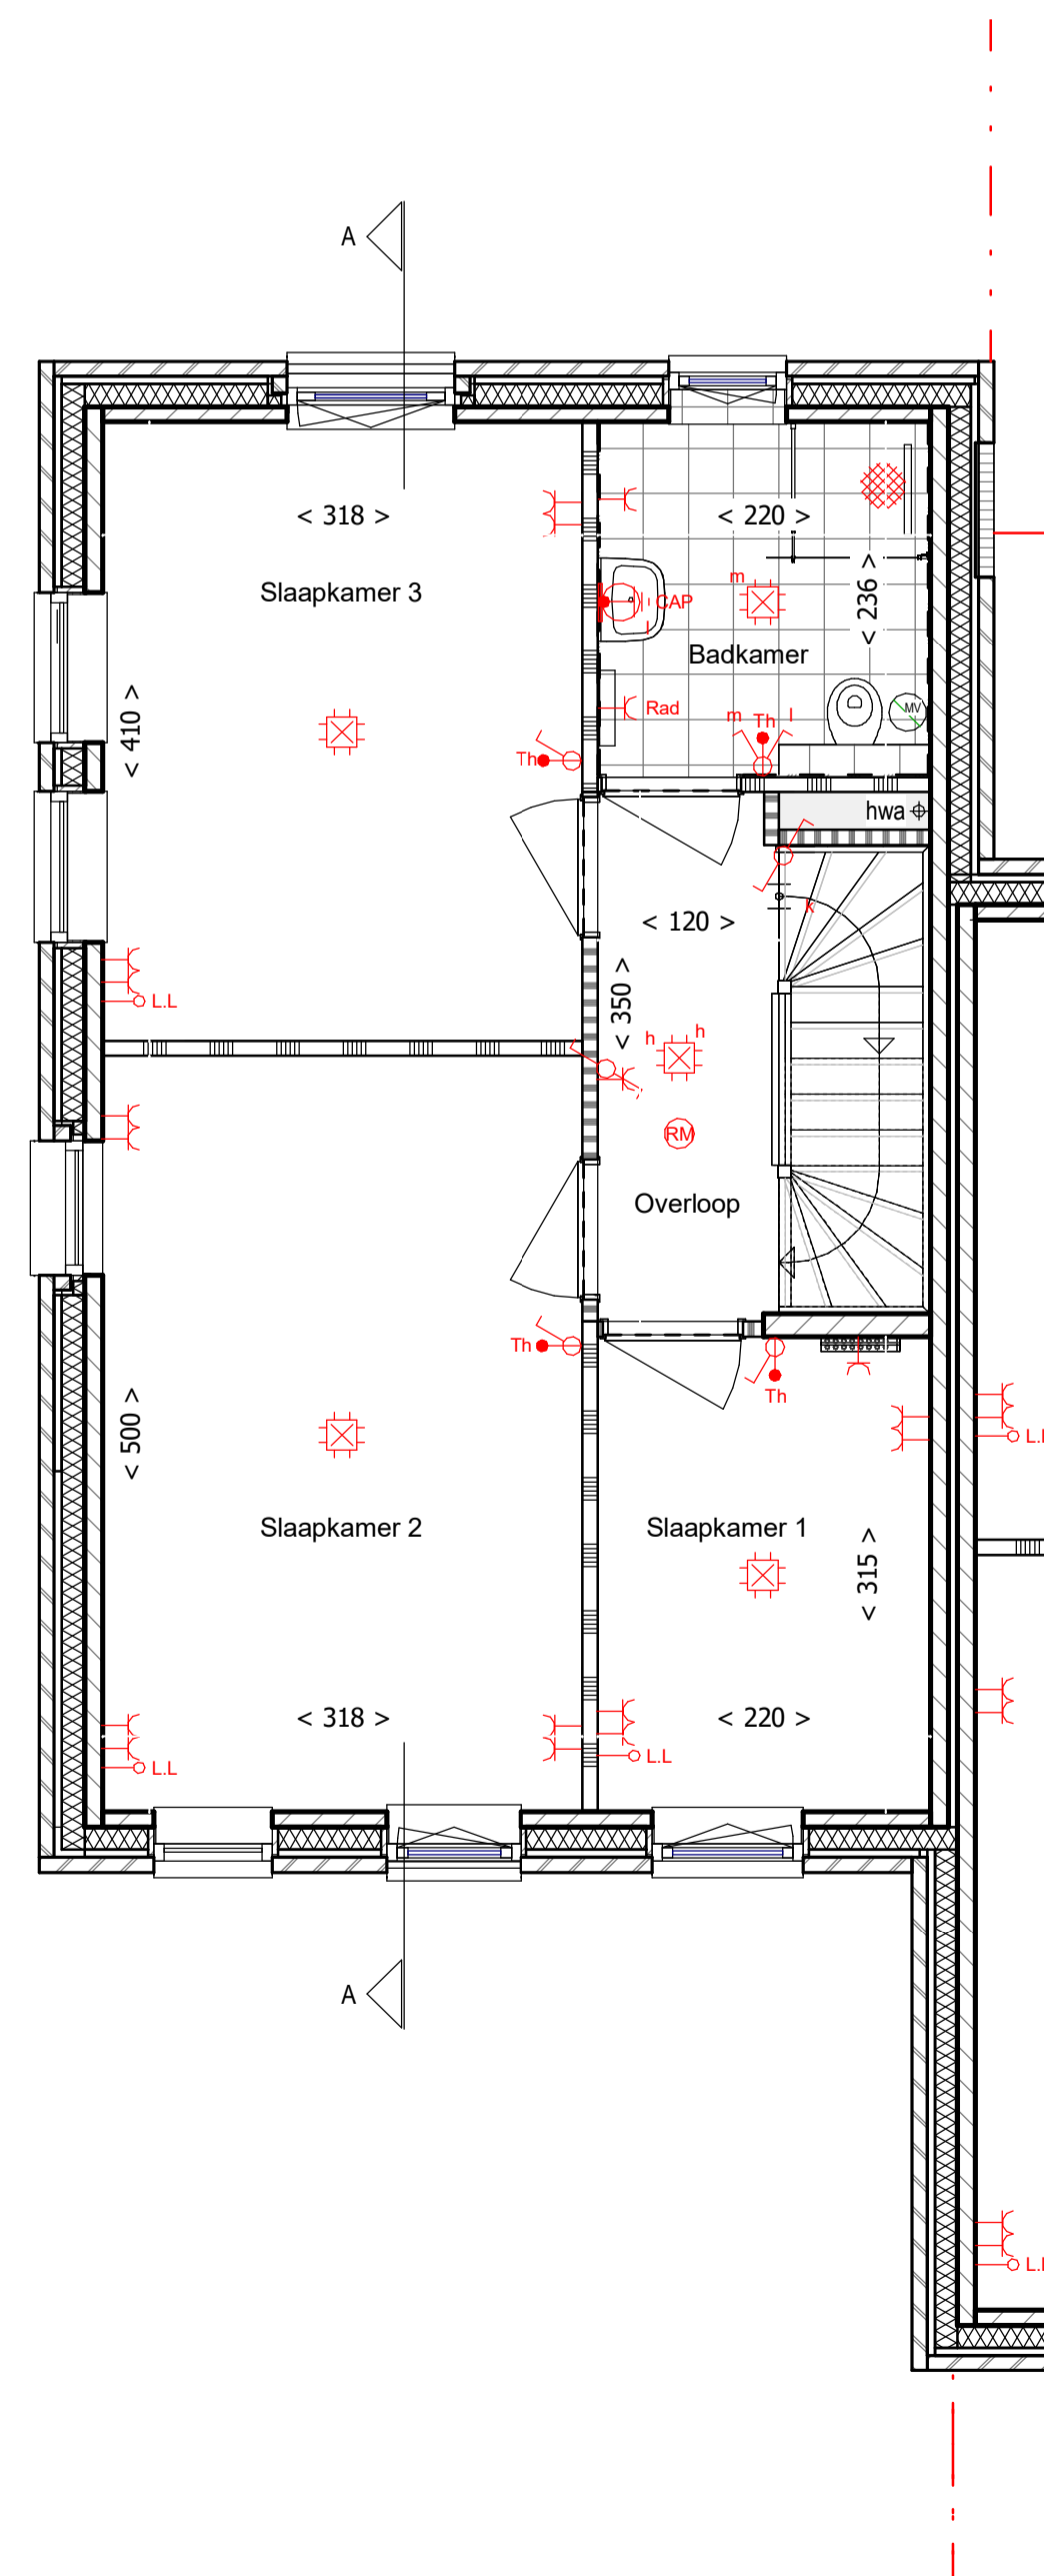 A
< 318 >
< 220 >
Slaapkamer 3
< 236 >
m
CAP
Badkamer
< 410 >
Rad
m
Th
l
MV
Th
hwa
k
< 120 >
< 350 >
L.L
h
h
RM
Overloop
Th
Th
< 500 >
L.L
Slaapkamer 2
Slaapkamer 1
< 315 >
< 318 >
< 220 >
L.L
L.L
A
L.L